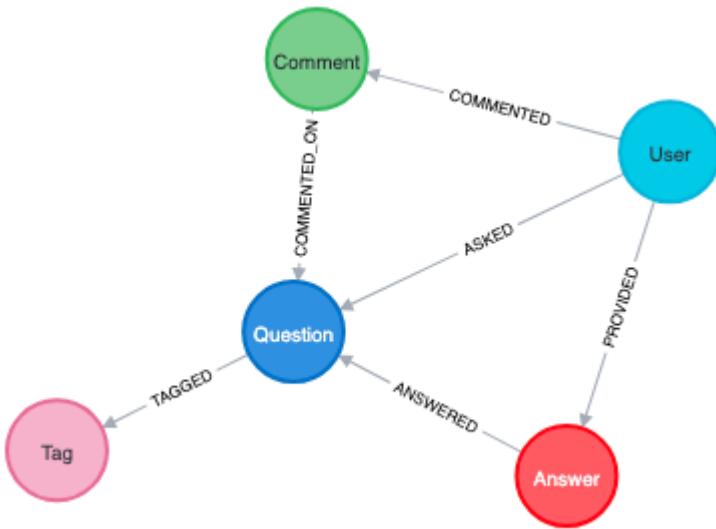 Comment
COMMENTED
User
COMMENTED_ON
ASKED
PROVIDED
Question
TAGGED
ANSWERED
Tag
Answer